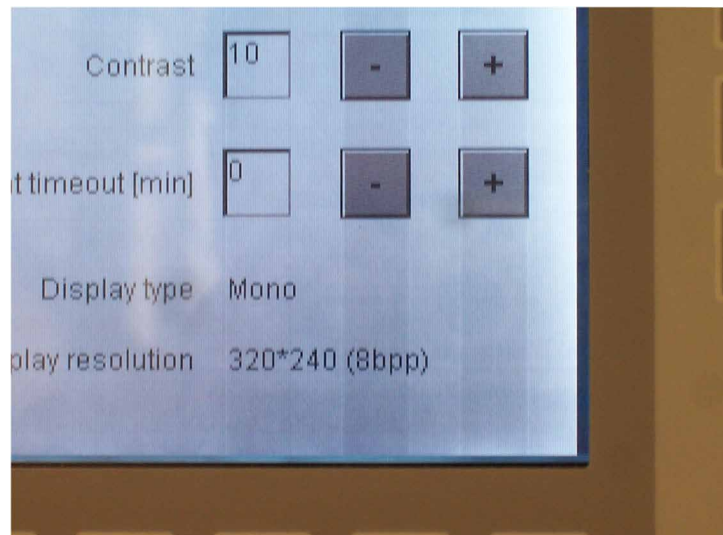 Contrast 10 - +
t timeout [min] 0 - +
Display type Mono
play resolution 320*240 (8bpp)